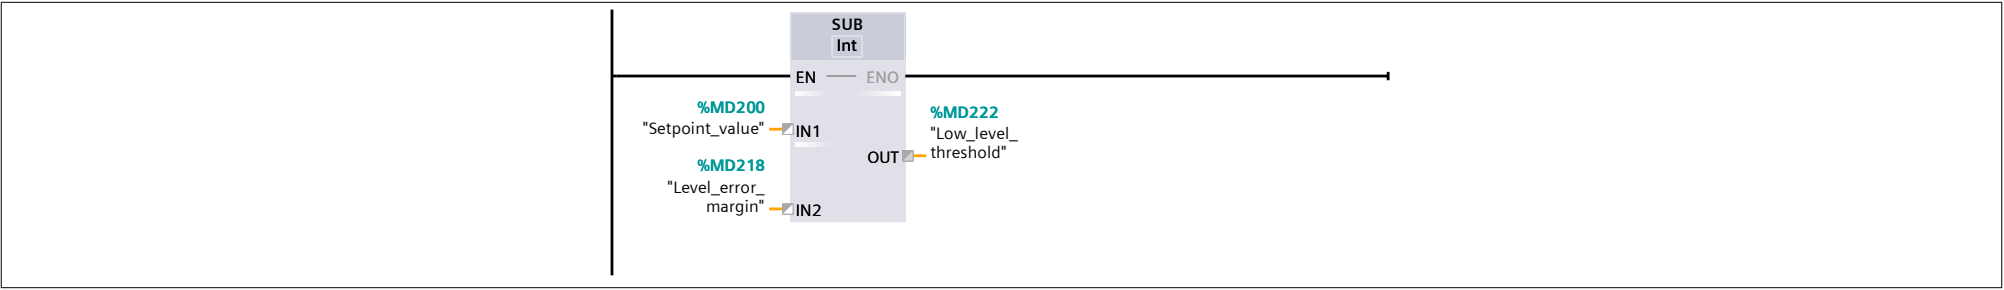 SUB
Int
EN
ENO
%MD200
"Setpoint_value"
IN1
%MD222
"Low_level_
threshold"
OUT
%MD218
"Level_error_
margin"
IN2